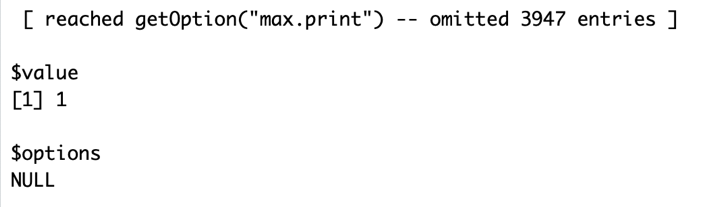 [ reached getOption("max.print") -- omitted 3947 entries ]
$value
[1] 1
$options
NULL